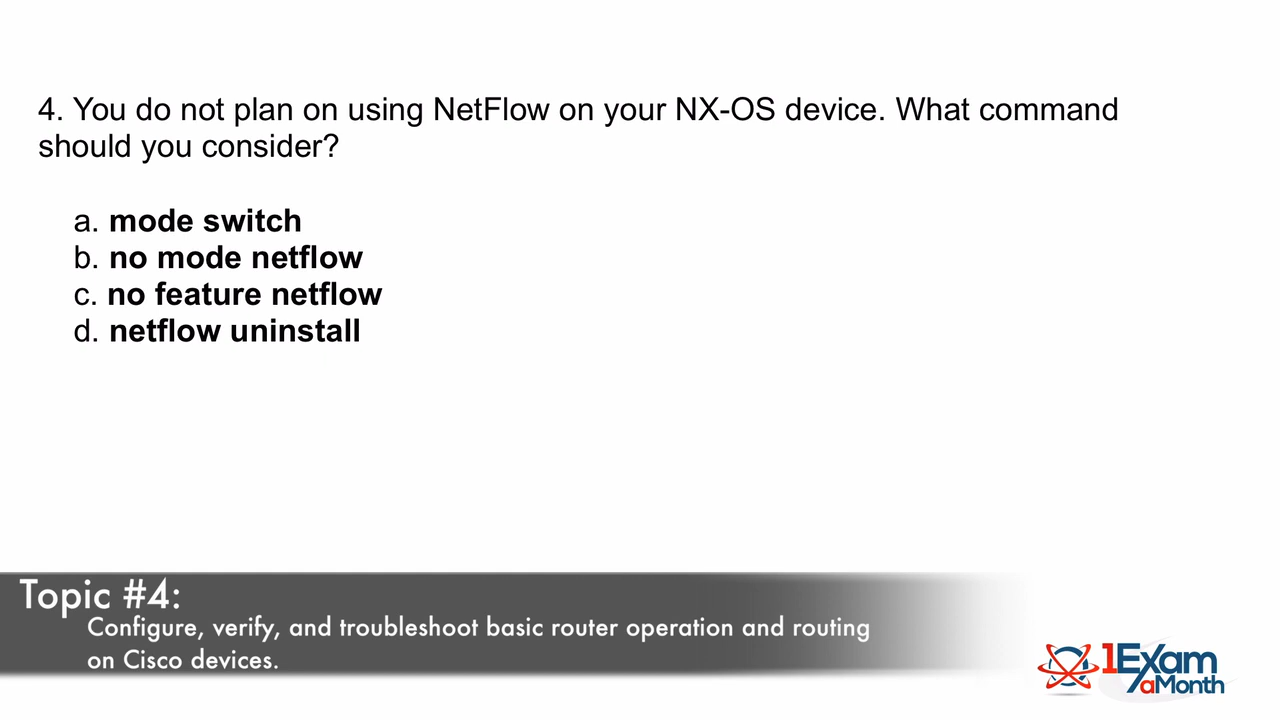 4. You do not plan on using NetFlow on your NX-OS device. What command
should you consider?
a. mode switch
b. no mode netflow
c. no feature netflow
d. netflow uninstall
Topic #4:
Configure, verify, and troubleshoot basic router operation and routing
on Cisco devices.
1Exam
aMonth